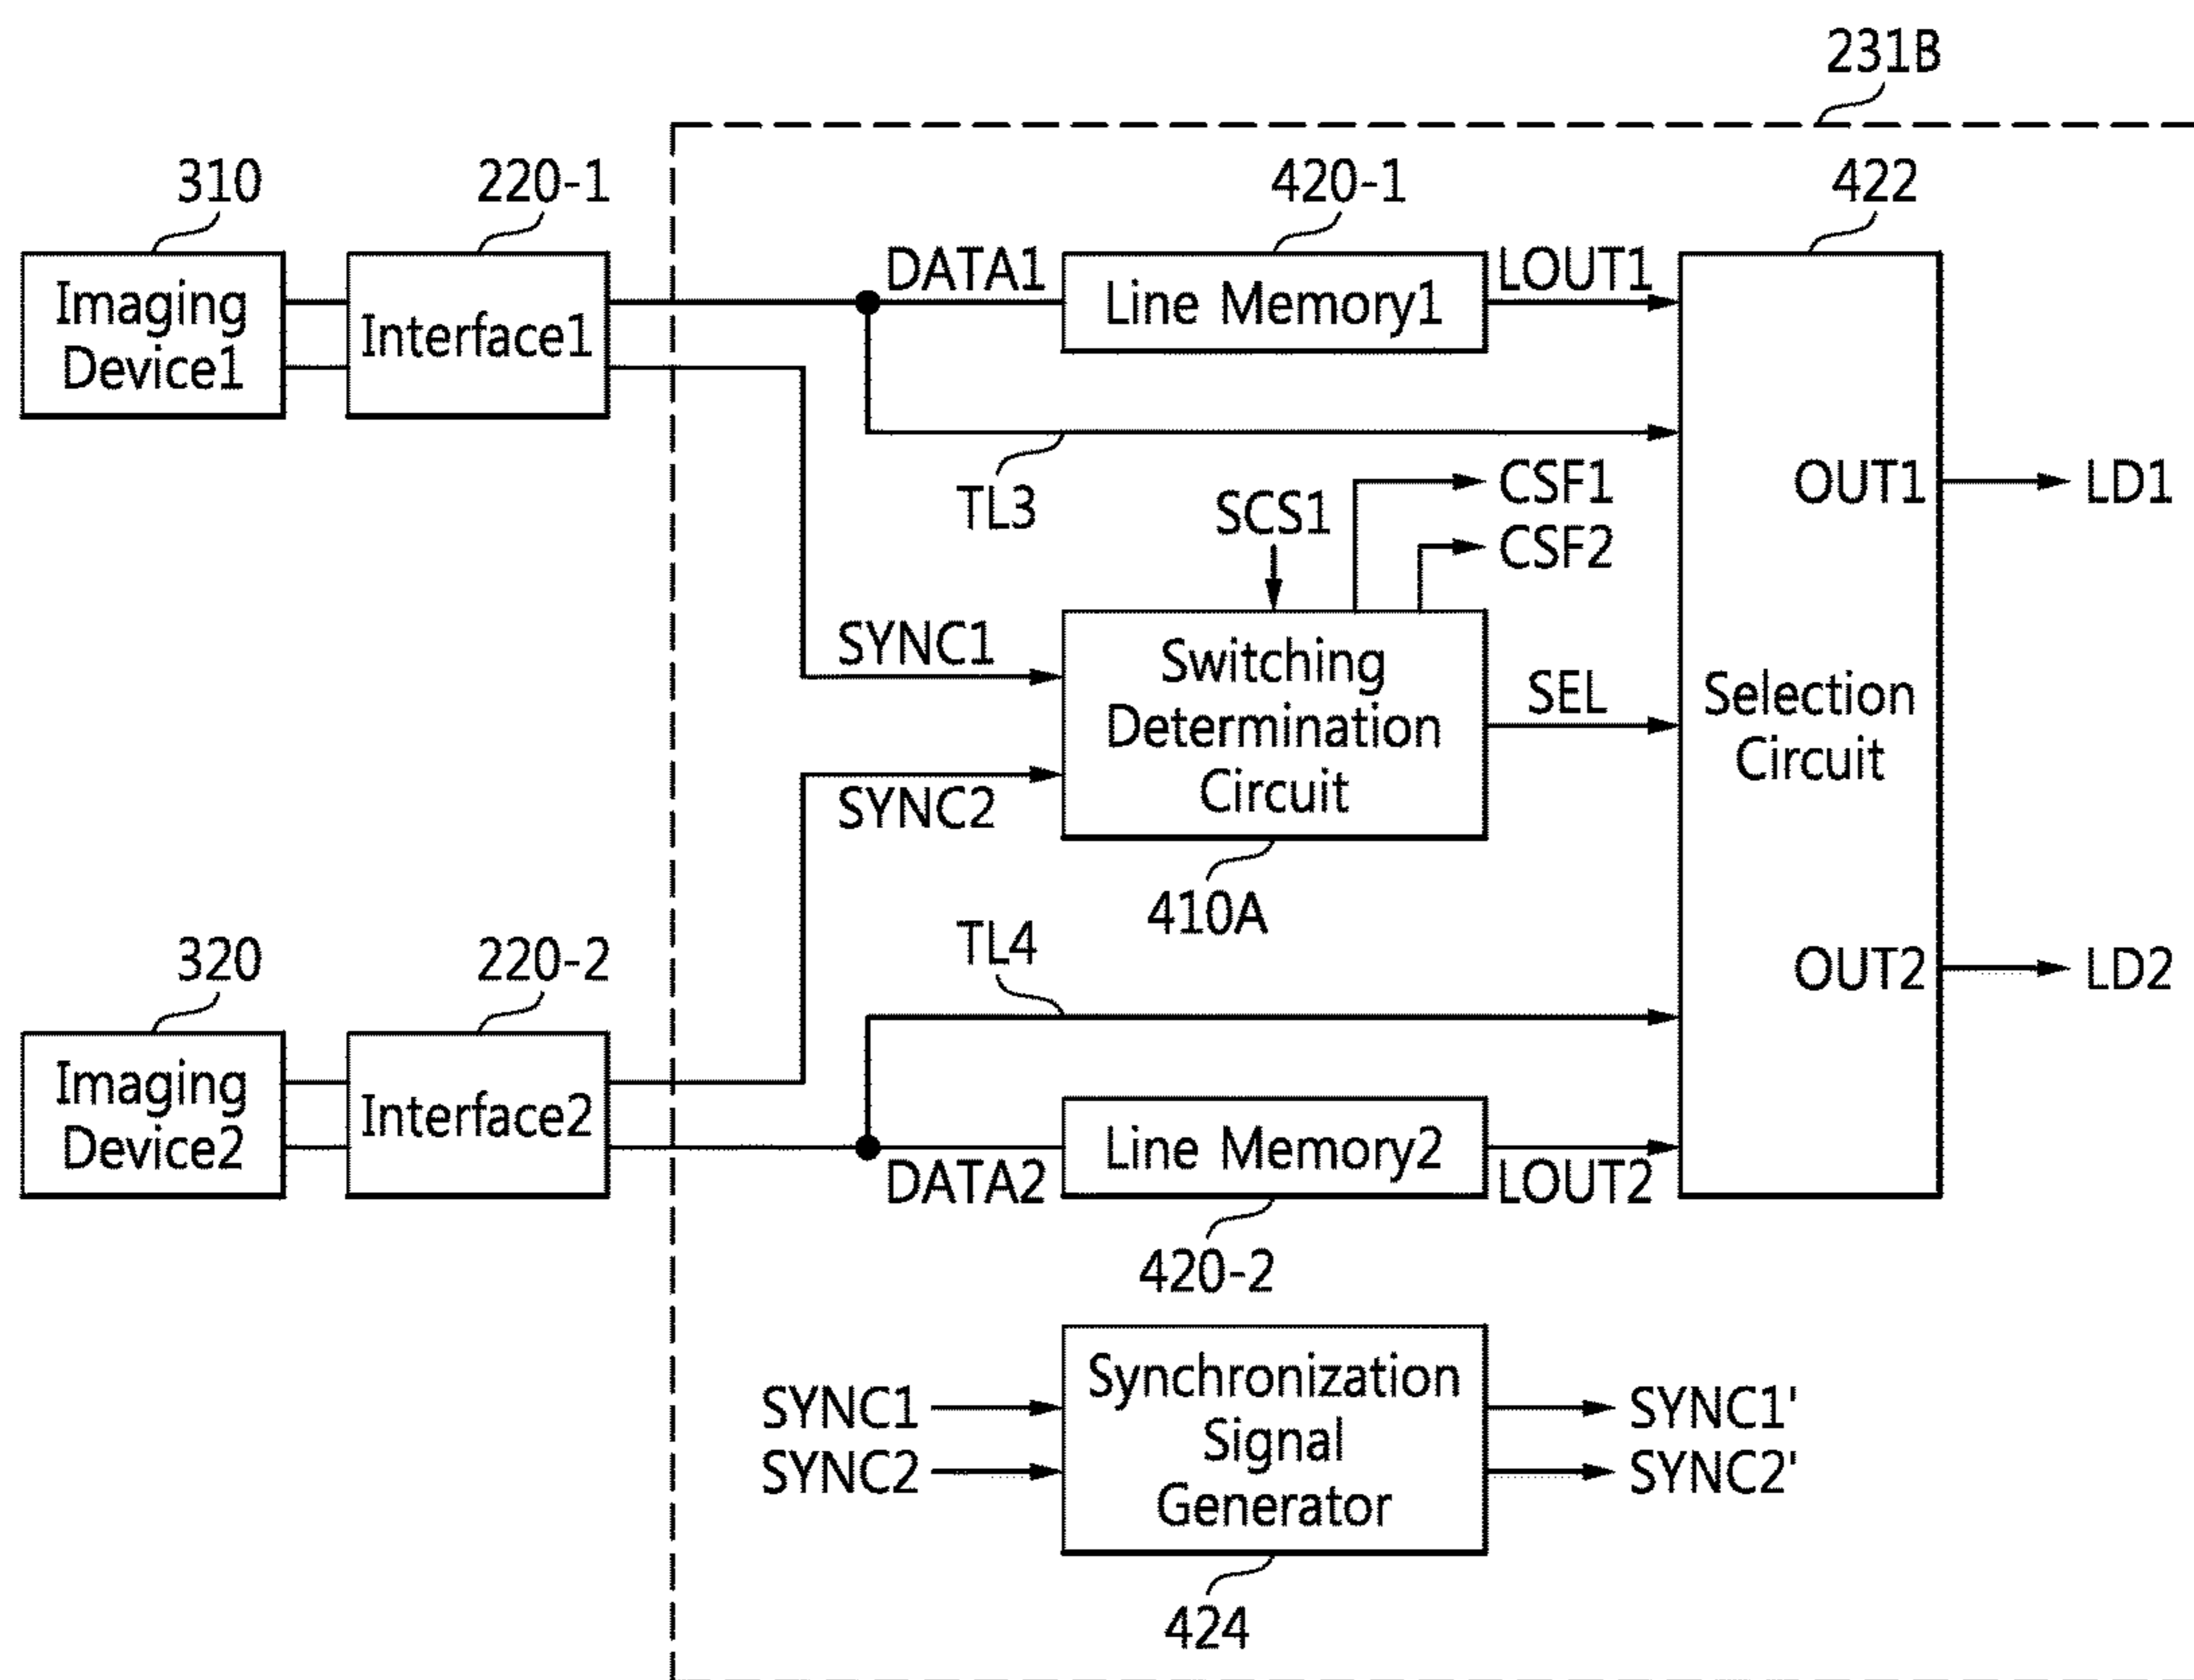 231B
310
220-1
420-1
422
Imaging
Device1
Interface1
DATA1
Line Memory1
LOUT1
TL3
SCS1
CSF1
CSF2
OUT1
LD1
SYNC1
SYNC2
Switching
Determination
Circuit
SEL
Selection
Circuit
410A
TL4
OUT2
LD2
320
220-2
Imaging
Device2
Interface2
DATA2
Line Memory2
LOUT2
420-2
SYNC1
SYNC2
Synchronization
Signal
Generator
SYNC1'
SYNC2'
424